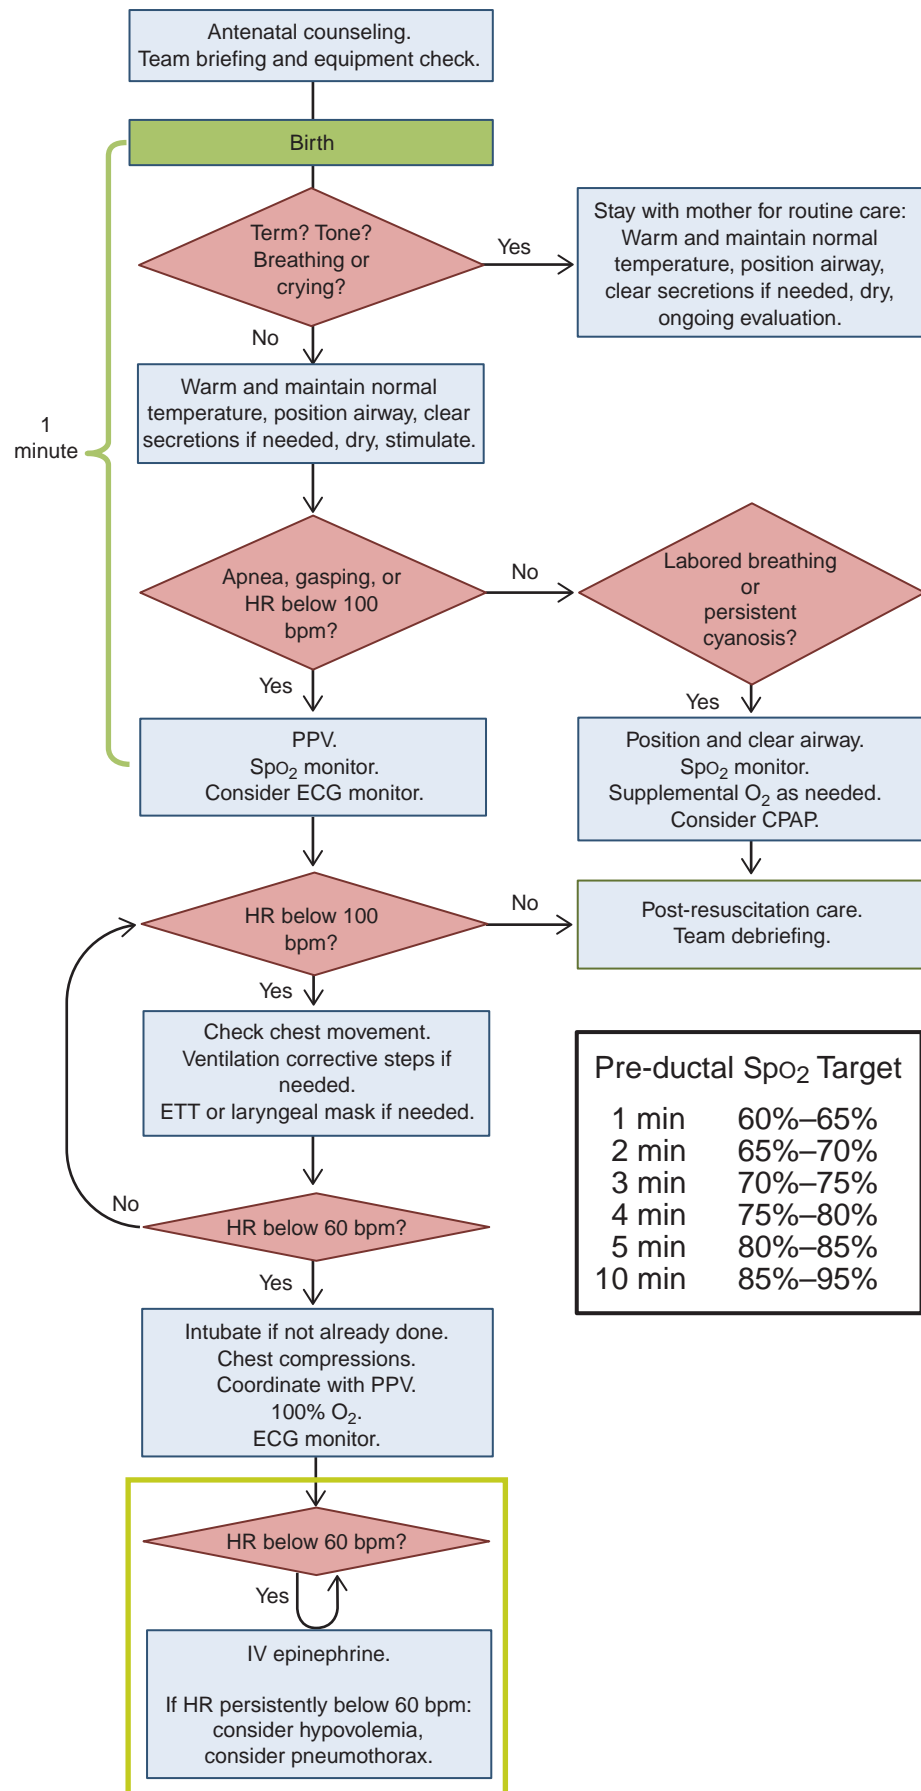 Antenatal counseling.
Team briefing and equipment check.
Birth
1
minute
Term? Tone?
Breathing or
crying?
Yes
Stay with mother for routine care:
Warm and maintain normal
temperature, position airway,
clear secretions if needed, dry,
ongoing evaluation.
No
Warm and maintain normal
temperature, position airway, clear
secretions if needed, dry, stimulate.
Apnea, gasping, or
HR below 100
bpm?
No
Labored breathing
or
persistent
cyanosis?
Yes
Yes
PPV.
SpO2 monitor.
Consider ECG monitor.
Position and clear airway.
SpO2 monitor.
Supplemental O2 as needed.
Consider CPAP.
HR below 100
bpm?
No
Post-resuscitation care.
Team debriefing.
Yes
Check chest movement.
Ventilation corrective steps if
needed.
ETT or laryngeal mask if needed.
HR below 60 bpm?
No
Yes
Intubate if not already done.
Chest compressions.
Coordinate with PPV.
100% O2.
ECG monitor.
HR below 60 bpm?
Yes
IV epinephrine.
If HR persistently below 60 bpm:
consider hypovolemia,
consider pneumothorax.
Pre-ductal SpO2 Target
1 min 60%–65%
2 min 65%–70%
3 min 70%–75%
4 min 75%–80%
5 min 80%–85%
10 min 85%–95%